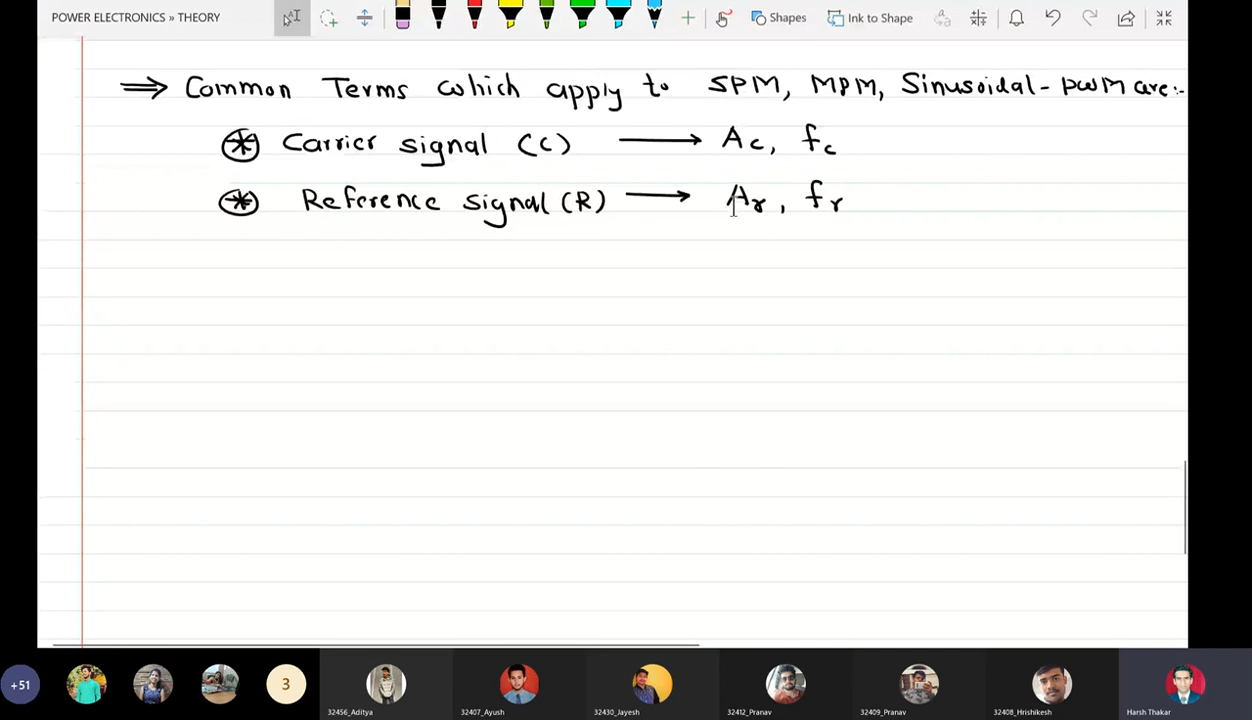 POWER ELECTRONICS » THEORY
Shapes
Ink to Shape
⇒ Common Terms which apply to SPM, MPM, Sinusoidal-PWM are:-
⊛ Carrier signal (C) → Ac, fc
⊛ Reference signal (R) → Ar, fr
+51
3
32456_Aditya
32407_Ayush
32430_Jayesh
32412_Pranav
32409_Pranav
32408_Hrishikesh
Harsh Thakar